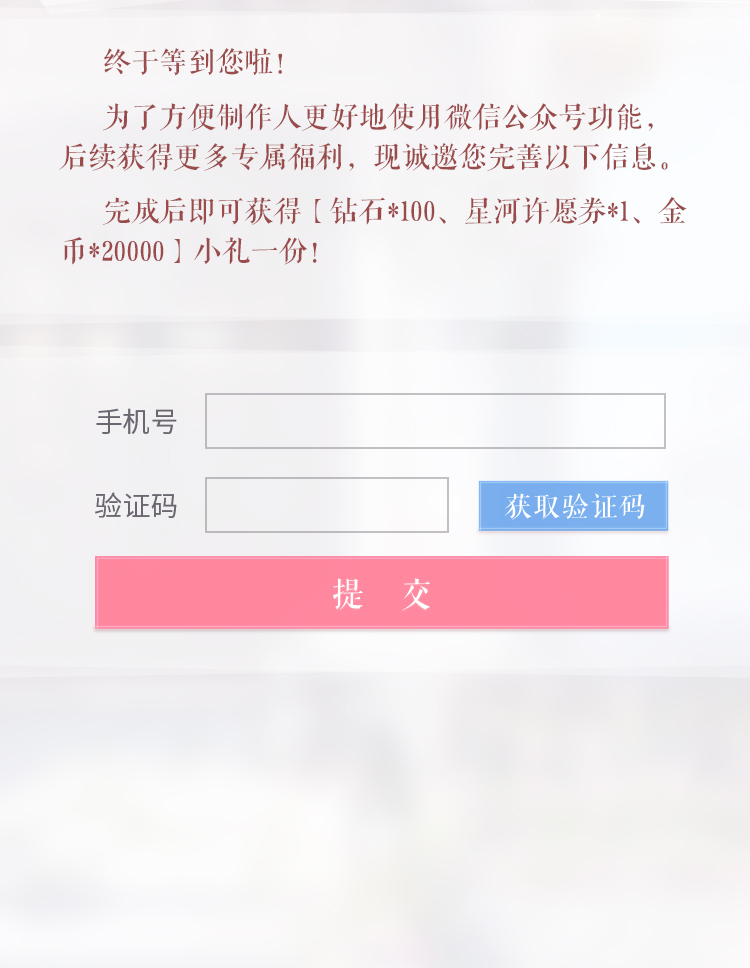 终于等到您啦！
为了方便制作人更好地使用微信公众号功能，
后续获得更多专属福利，现诚邀您完善以下信息。
完成后即可获得【钻石*100、星河许愿券*1、金
币*20000】小礼一份！
手机号
验证码
获取验证码
提 交